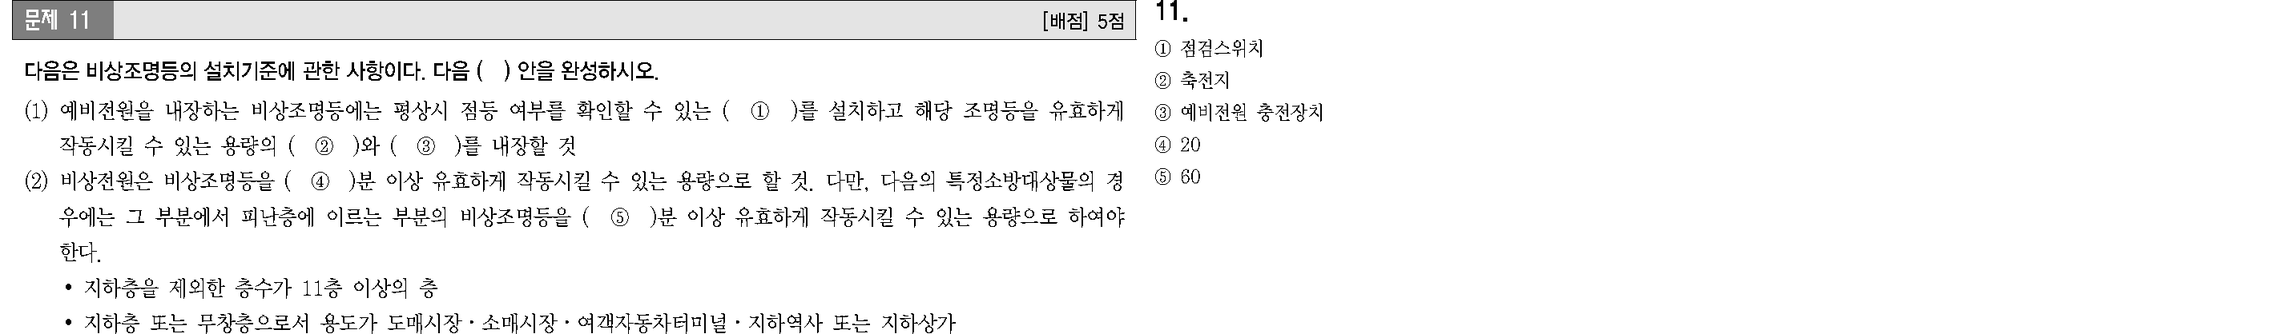 문제 11
[배점] 5점
다음은 비상조명등의 설치기준에 관한 사항이다. 다음 (   ) 안을 완성하시오.
(1) 예비전원을 내장하는 비상조명등에는 평상시 점등 여부를 확인할 수 있는 ( ① )를 설치하고 해당 조명등을 유효하게
작동시킬 수 있는 용량의 ( ② )와 ( ③ )를 내장할 것
(2) 비상전원은 비상조명등을 ( ④ )분 이상 유효하게 작동시킬 수 있는 용량으로 할 것. 다만, 다음의 특정소방대상물의 경
우에는 그 부분에서 피난층에 이르는 부분의 비상조명등을 ( ⑤ )분 이상 유효하게 작동시킬 수 있는 용량으로 하여야
한다.
• 지하층을 제외한 층수가 11층 이상의 층
• 지하층 또는 무창층으로서 용도가 도매시장·소매시장·여객자동차터미널·지하역사 또는 지하상가
11.
① 점검스위치
② 축전지
③ 예비전원 충전장치
④ 20
⑤ 60